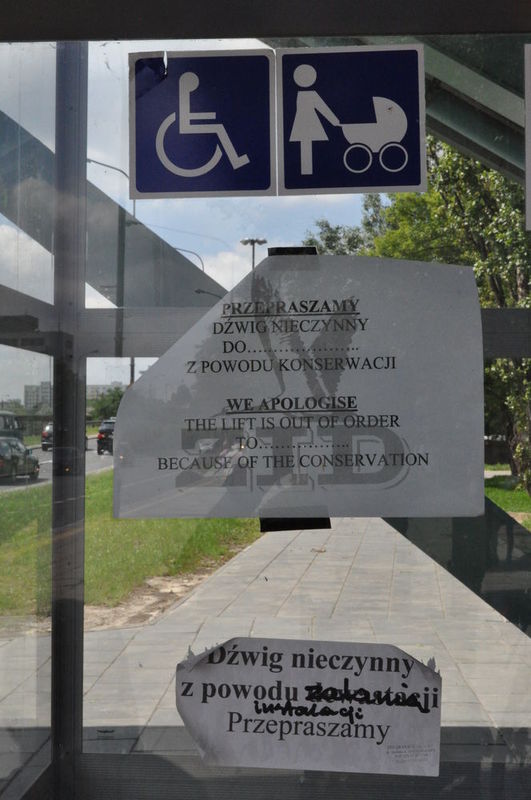 PRZEPRASZAMY
DŹWIG NIECZYNNY
DO....................
Z POWODU KONSERWACJI
WE APOLOGISE
THE LIFT IS OUT OF ORDER
TO................
BECAUSE OF THE CONSERVATION
ZTD
Dźwig nieczynny
z powodu
Przepraszamy